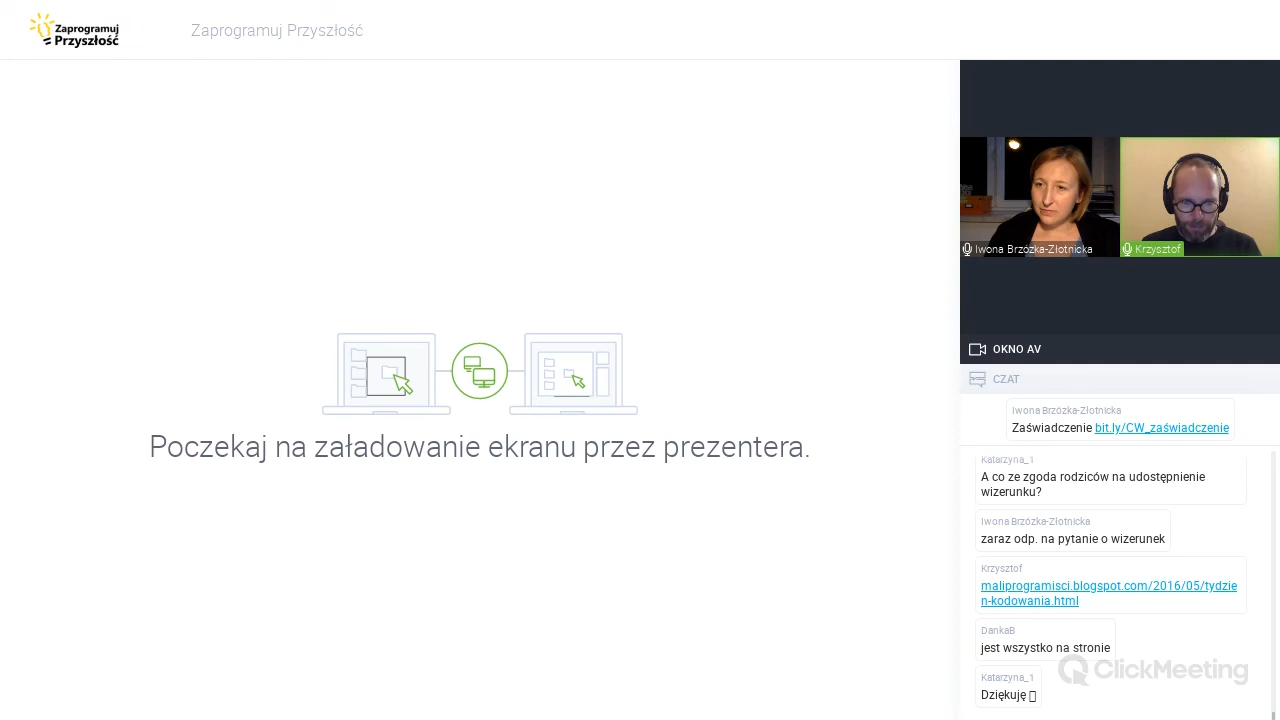 Zaprogramuj
Przyszłość
Zaprogramuj Przyszłość
Poczekaj na załadowanie ekranu przez prezentera.
Iwona Brzózka-Złotnicka
Krzysztof
OKNO AV
CZAT
Iwona Brzózka-Złotnicka
Zaświadczenie bit.ly/CW_zaświadczenie
Katarzyna_1
A co ze zgoda rodziców na udostępnienie
wizerunku?
Iwona Brzózka-Złotnicka
zaraz odp. na pytanie o wizerunek
Krzysztof
maliprogramisci.blogspot.com/2016/05/tydzie
n-kodowania.html
DankaB
jest wszystko na stronie
Katarzyna_1
Dziękuję
ClickMeeting